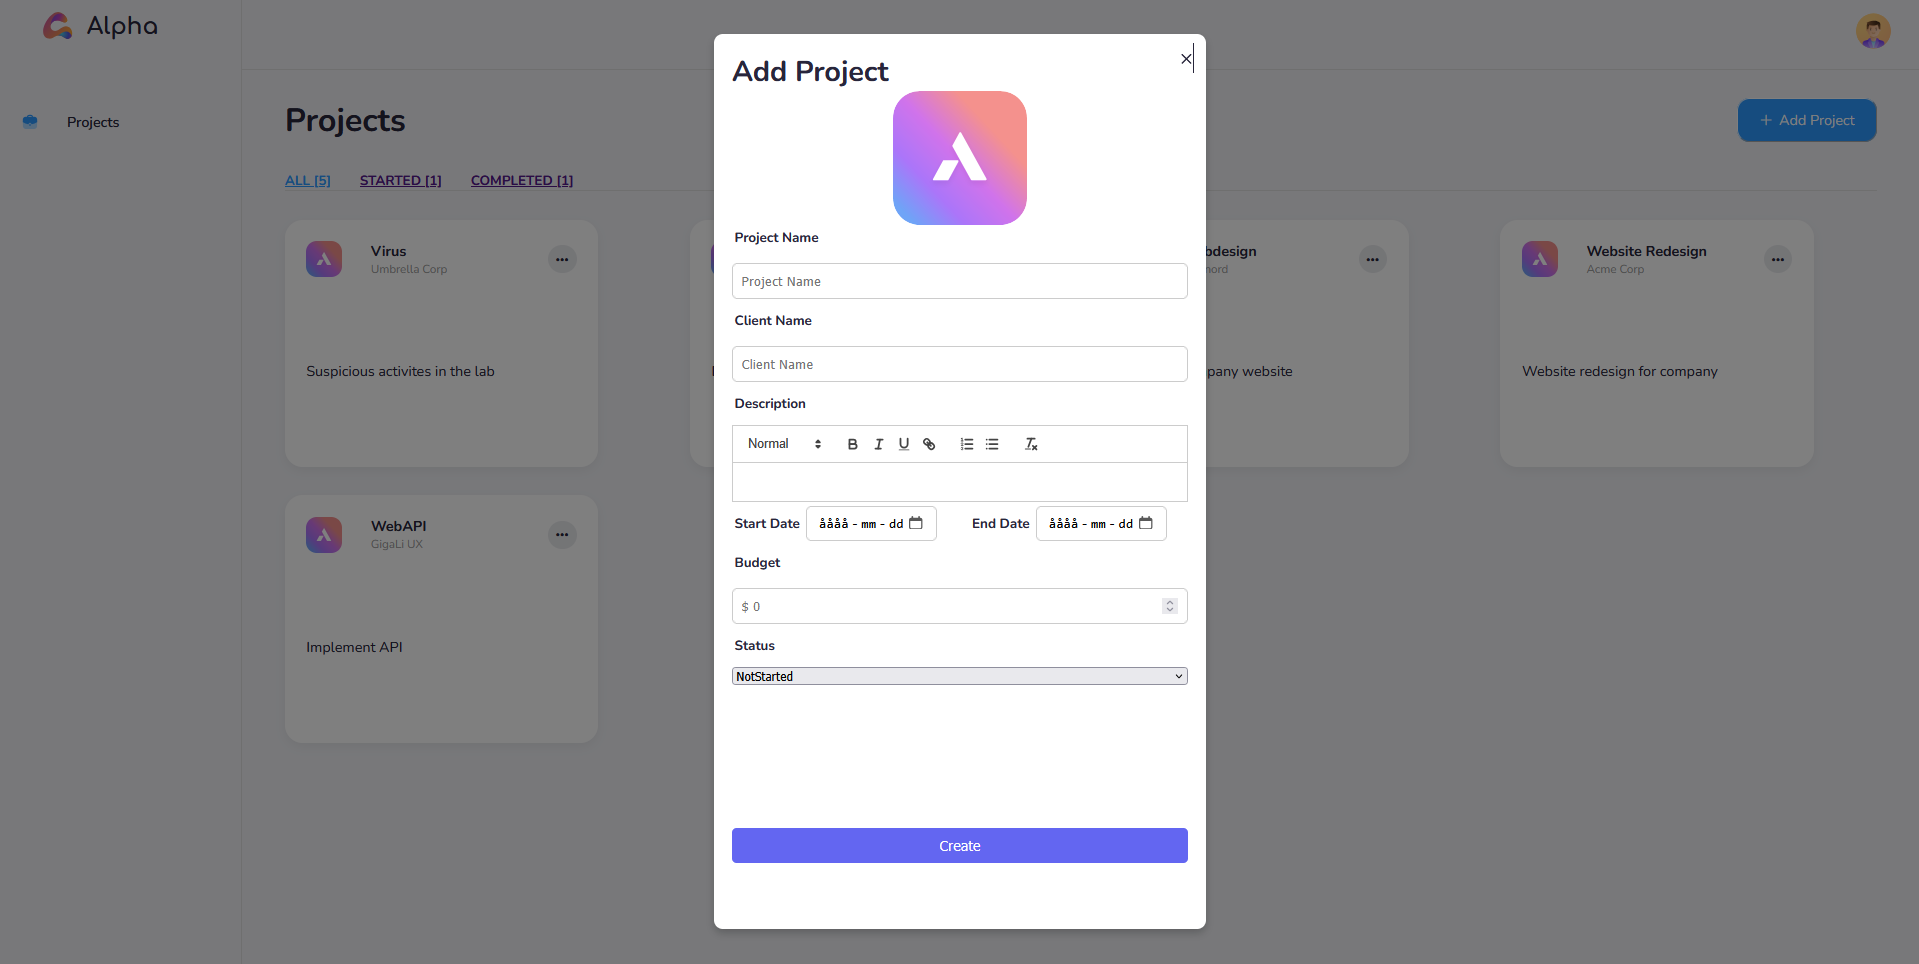 Alpha
Projects
Projects
+ Add Project
ALL [5]
STARTED [1]
COMPLETED [1]
Virus
Umbrella Corp
Suspicious activites in the lab
Website Redesign
Acme Corp
Website redesign for company
WebAPI
GigaLi UX
Implement API
Add Project
Project Name
Project Name
Client Name
Client Name
Description
Normal
Start Date åååå - mm - dd End Date åååå - mm - dd
Budget
$ 0
Status
NotStarted
Create
website